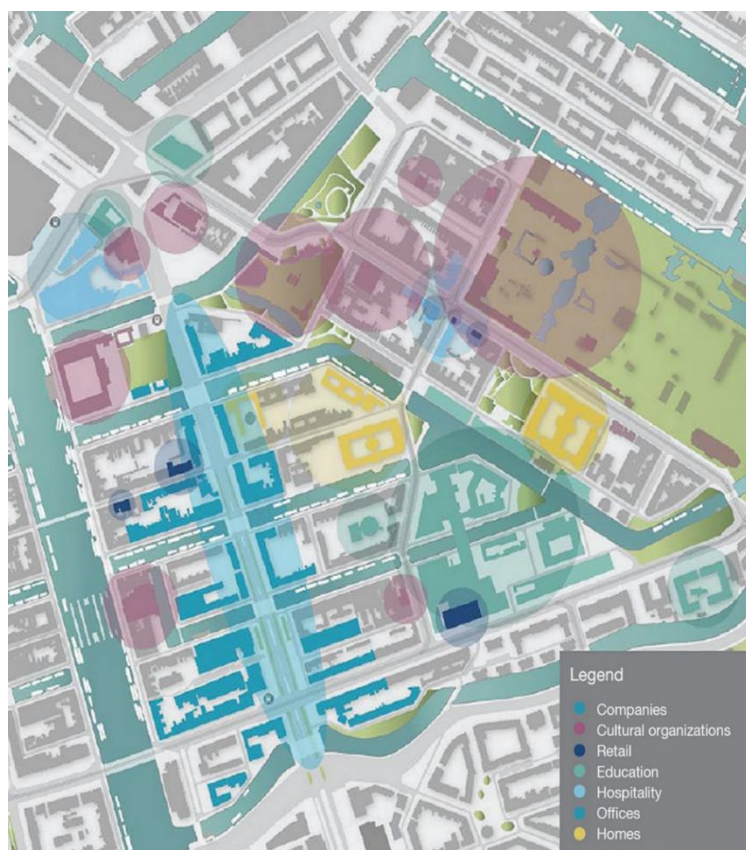 Legend
Companies
Cultural organizations
Retail
Education
Hospitality
Offices
Homes